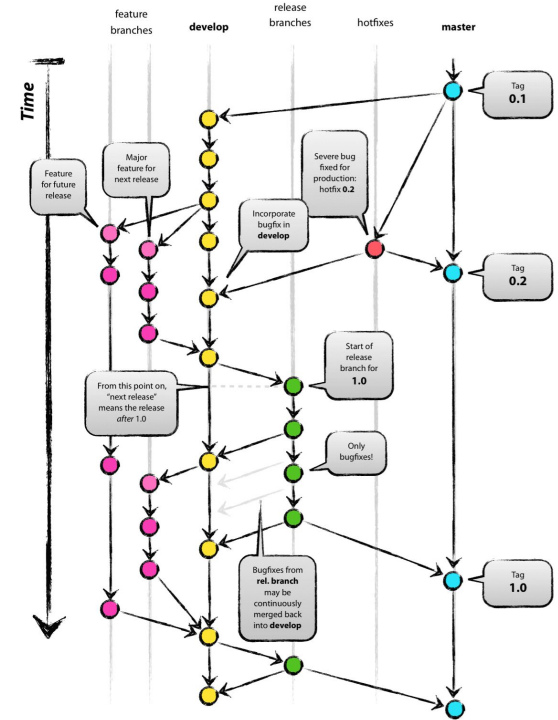 feature
branches
develop
release
branches
hotfixes
master
Time
Tag
0.1
Feature
for future
release
Major
feature for
next release
Severe bug
fixed for
production:
hotfix 0.2
Incorporate
bugfix in
develop
Tag
0.2
Start of
release
branch for
1.0
From this point on,
“next release”
means the release
after 1.0
Only
bugfixes!
Bugfixes from
rel. branch
may be
continuously
merged back
into develop
Tag
1.0